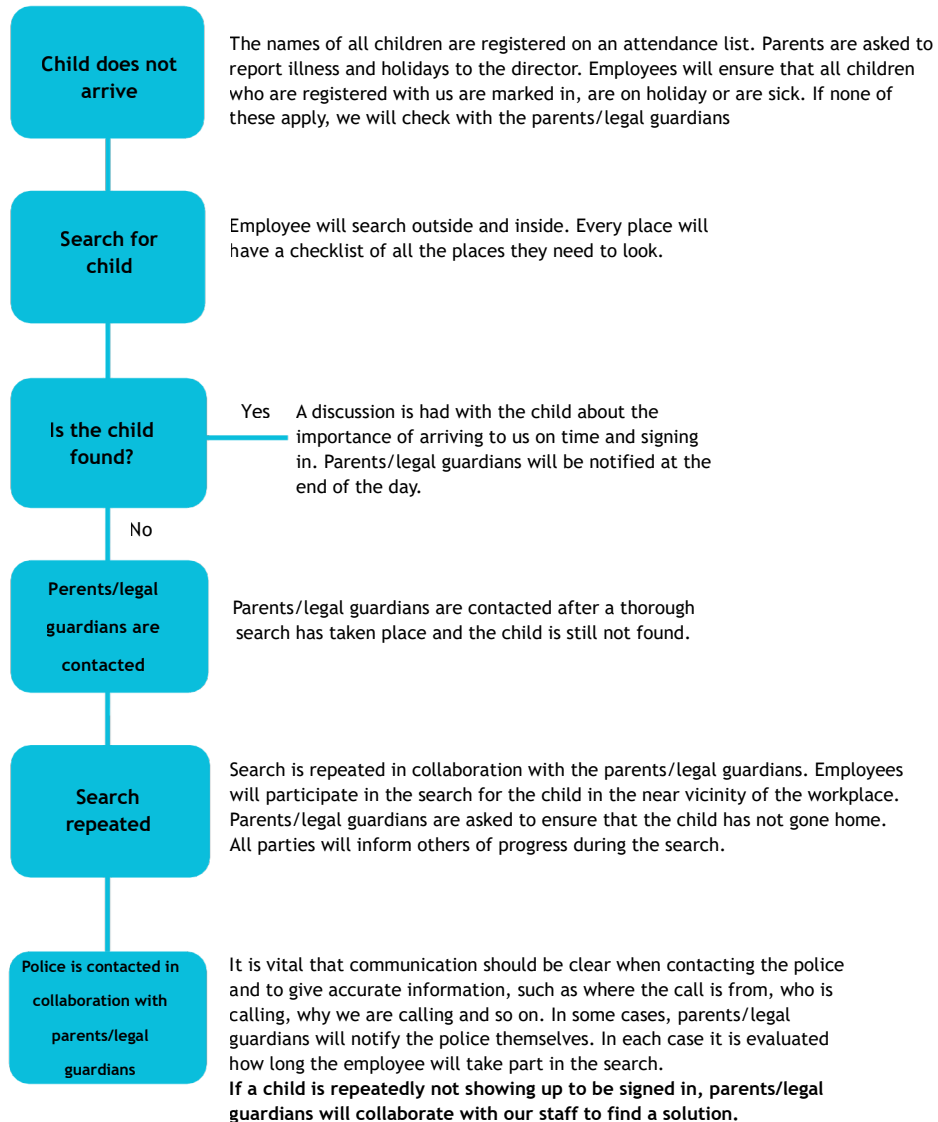 Child does not
arrive
The names of all children are registered on an attendance list. Parents are asked to
report illness and holidays to the director. Employees will ensure that all children
who are registered with us are marked in, are on holiday or are sick. If none of
these apply, we will check with the parents/legal guardians
Search for
child
Employee will search outside and inside. Every place will
have a checklist of all the places they need to look.
Is the child
found?
Yes
A discussion is had with the child about the
importance of arriving to us on time and signing
in. Parents/legal guardians will be notified at the
end of the day.
No
Perents/legal
guardians are
contacted
Parents/legal guardians are contacted after a thorough
search has taken place and the child is still not found.
Search
repeated
Search is repeated in collaboration with the parents/legal guardians. Employees
will participate in the search for the child in the near vicinity of the workplace.
Parents/legal guardians are asked to ensure that the child has not gone home.
All parties will inform others of progress during the search.
Police is contacted in
collaboration with
parents/legal
guardians
It is vital that communication should be clear when contacting the police
and to give accurate information, such as where the call is from, who is
calling, why we are calling and so on. In some cases, parents/legal
guardians will notify the police themselves. In each case it is evaluated
how long the employee will take part in the search.
If a child is repeatedly not showing up to be signed in, parents/legal
guardians will collaborate with our staff to find a solution.